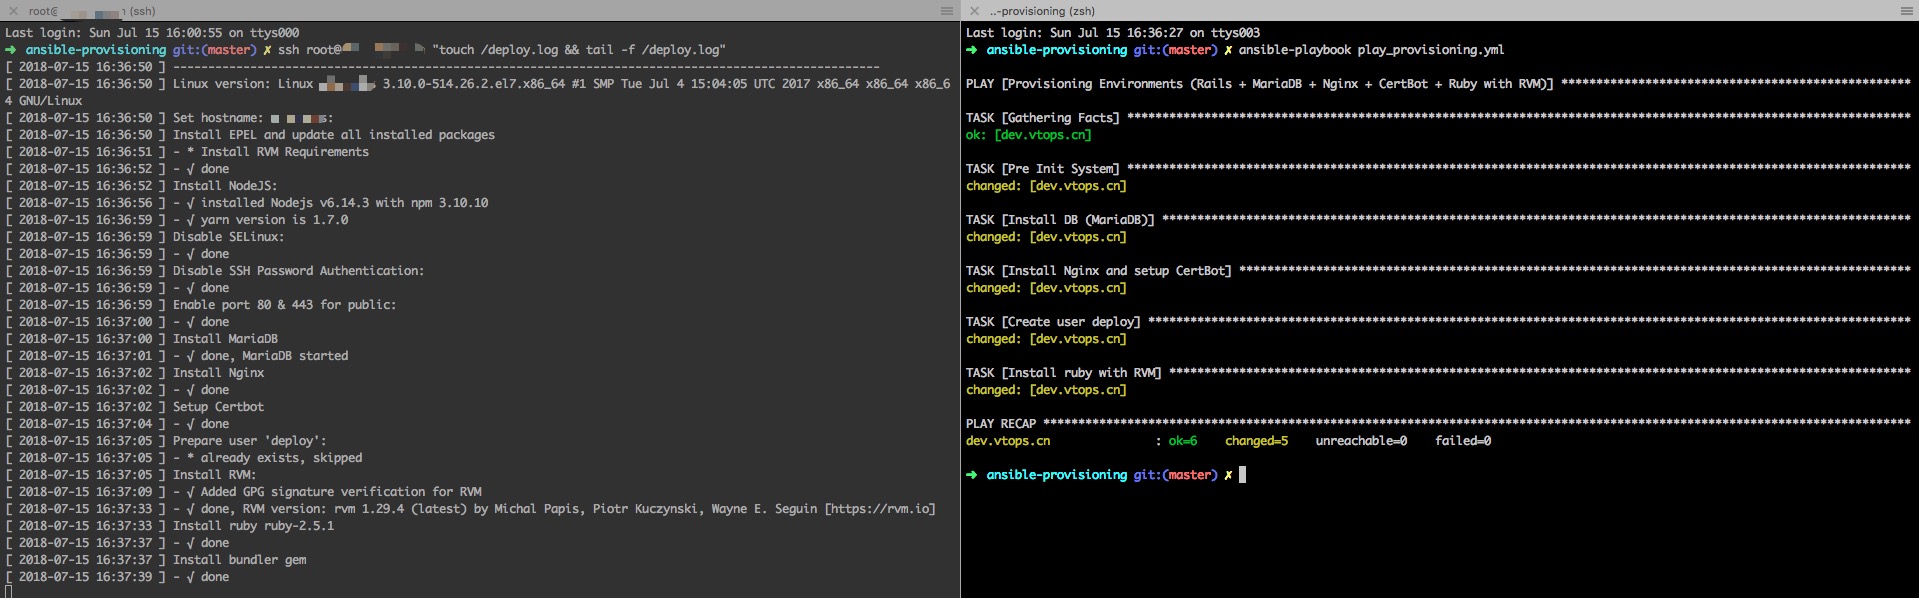 root@ (ssh)
Last login: Sun Jul 15 16:00:55 on ttys000
➜ ansible-provisioning git:(master) ✗ ssh root@ "touch /deploy.log && tail -f /deploy.log"
[ 2018-07-15 16:36:50 ] -----------------------------------------------------------------------------------------------------
[ 2018-07-15 16:36:50 ] Linux version: Linux 3.10.0-514.26.2.el7.x86_64 #1 SMP Tue Jul 4 15:04:05 UTC 2017 x86_64 x86_64 x86_6
4 GNU/Linux
[ 2018-07-15 16:36:50 ] Set hostname: :
[ 2018-07-15 16:36:50 ] Install EPEL and update all installed packages
[ 2018-07-15 16:36:51 ] - * Install RVM Requirements
[ 2018-07-15 16:36:52 ] - √ done
[ 2018-07-15 16:36:52 ] Install NodeJS:
[ 2018-07-15 16:36:56 ] - √ installed Nodejs v6.14.3 with npm 3.10.10
[ 2018-07-15 16:36:59 ] - √ yarn version is 1.7.0
[ 2018-07-15 16:36:59 ] Disable SELinux:
[ 2018-07-15 16:36:59 ] - √ done
[ 2018-07-15 16:36:59 ] Disable SSH Password Authentication:
[ 2018-07-15 16:36:59 ] - √ done
[ 2018-07-15 16:36:59 ] Enable port 80 & 443 for public:
[ 2018-07-15 16:37:00 ] - √ done
[ 2018-07-15 16:37:00 ] Install MariaDB
[ 2018-07-15 16:37:01 ] - √ done, MariaDB started
[ 2018-07-15 16:37:02 ] Install Nginx
[ 2018-07-15 16:37:02 ] - √ done
[ 2018-07-15 16:37:02 ] Setup Certbot
[ 2018-07-15 16:37:04 ] - √ done
[ 2018-07-15 16:37:05 ] Prepare user 'deploy':
[ 2018-07-15 16:37:05 ] - * already exists, skipped
[ 2018-07-15 16:37:05 ] Install RVM:
[ 2018-07-15 16:37:09 ] - √ Added GPG signature verification for RVM
[ 2018-07-15 16:37:33 ] - √ done, RVM version: rvm 1.29.4 (latest) by Michal Papis, Piotr Kuczynski, Wayne E. Seguin [https://rvm.io]
[ 2018-07-15 16:37:33 ] Install ruby ruby-2.5.1
[ 2018-07-15 16:37:37 ] - √ done
[ 2018-07-15 16:37:37 ] Install bundler gem
[ 2018-07-15 16:37:39 ] - √ done
..-provisioning (zsh)
Last login: Sun Jul 15 16:36:27 on ttys003
➜ ansible-provisioning git:(master) ✗ ansible-playbook play_provisioning.yml
PLAY [Provisioning Environments (Rails + MariaDB + Nginx + CertBot + Ruby with RVM)] **************************************************
TASK [Gathering Facts] ****************************************************************************************************************
ok: [dev.vtops.cn]
TASK [Pre Init System] ****************************************************************************************************************
changed: [dev.vtops.cn]
TASK [Install DB (MariaDB)] ***********************************************************************************************************
changed: [dev.vtops.cn]
TASK [Install Nginx and setup CertBot] ************************************************************************************************
changed: [dev.vtops.cn]
TASK [Create user deploy] *************************************************************************************************************
changed: [dev.vtops.cn]
TASK [Install ruby with RVM] **********************************************************************************************************
changed: [dev.vtops.cn]
PLAY RECAP ****************************************************************************************************************************
dev.vtops.cn : ok=6 changed=5 unreachable=0 failed=0
➜ ansible-provisioning git:(master) ✗